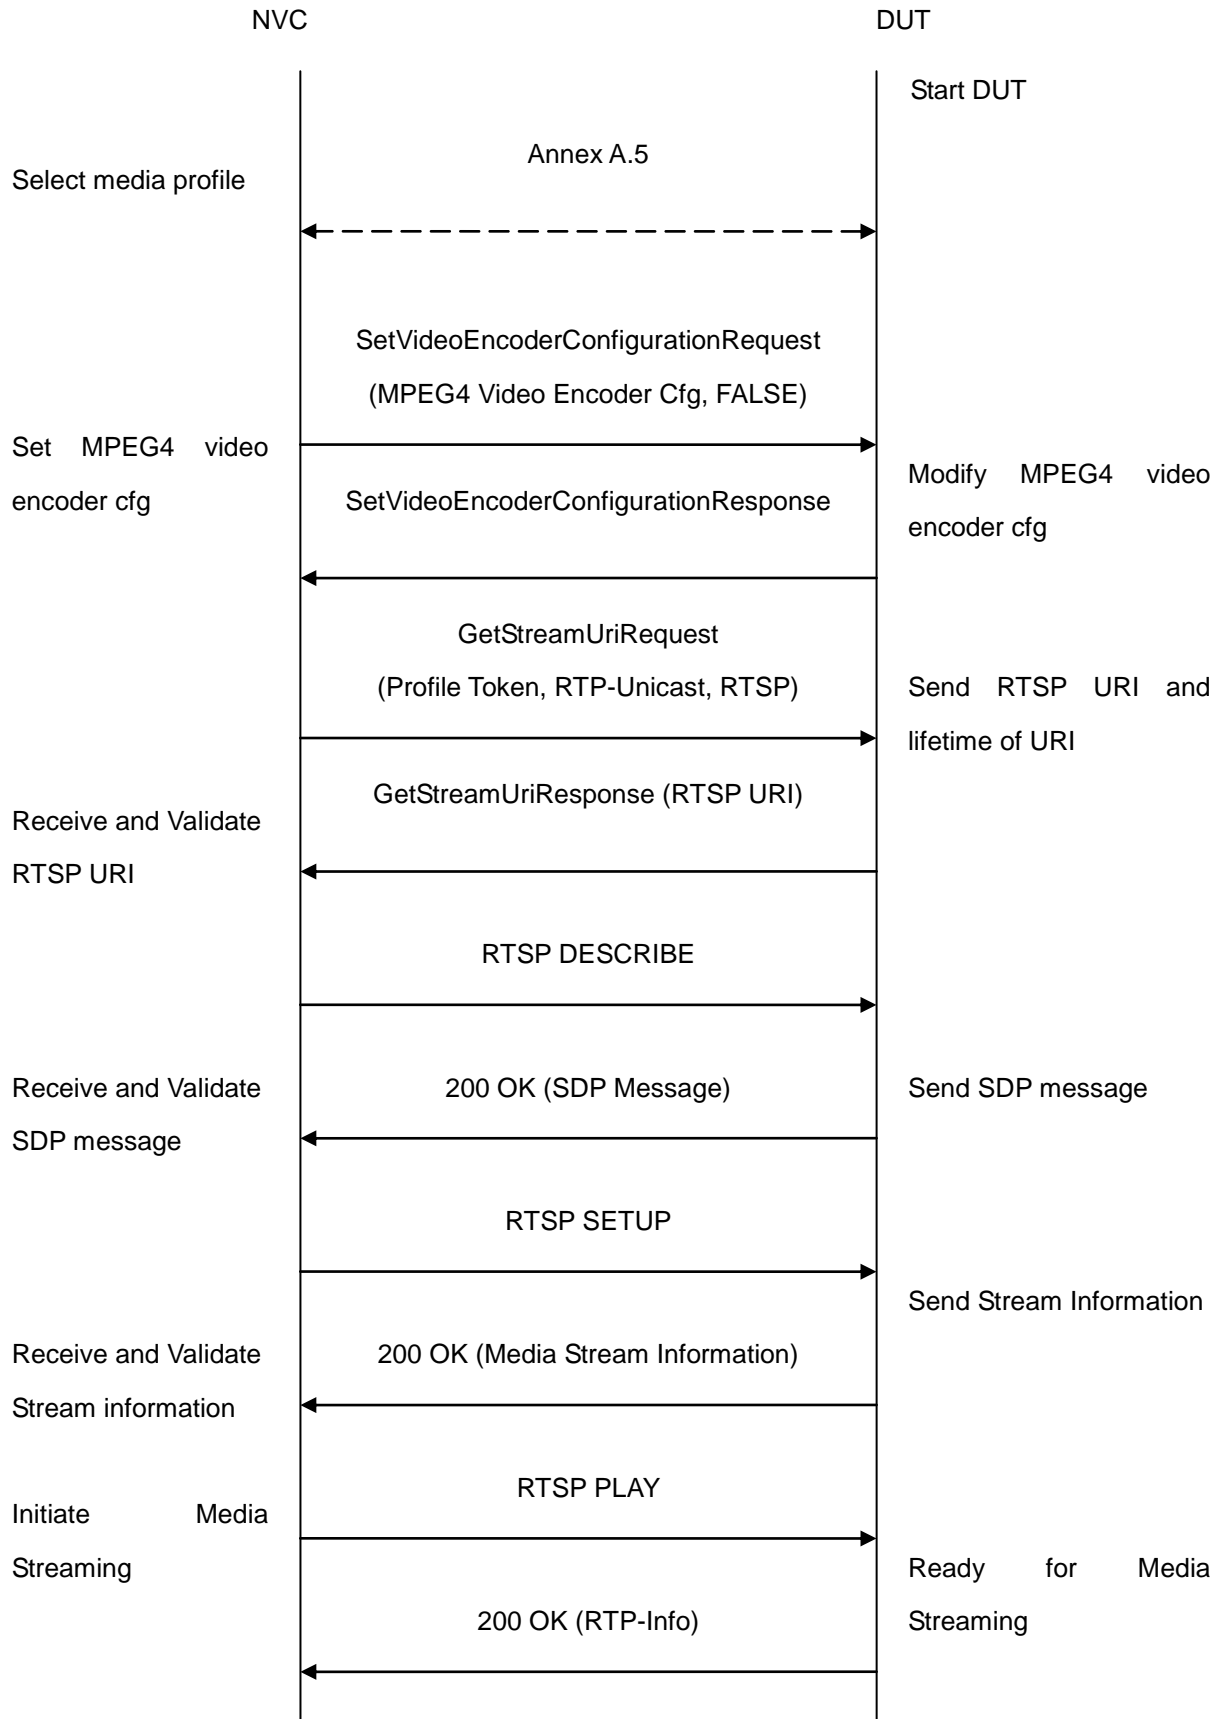 NVC
DUT
Start DUT
Annex A.5
Select media profile
SetVideoEncoderConfigurationRequest
(MPEG4 Video Encoder Cfg, FALSE)
Set MPEG4 video
encoder cfg
Modify MPEG4 video
encoder cfg
SetVideoEncoderConfigurationResponse
GetStreamUriRequest
(Profile Token, RTP-Unicast, RTSP)
Send RTSP URI and
lifetime of URI
GetStreamUriResponse (RTSP URI)
Receive and Validate
RTSP URI
RTSP DESCRIBE
Receive and Validate
SDP message
200 OK (SDP Message)
Send SDP message
RTSP SETUP
Send Stream Information
Receive and Validate
Stream information
200 OK (Media Stream Information)
RTSP PLAY
Initiate Media
Streaming
Ready for Media
Streaming
200 OK (RTP-Info)